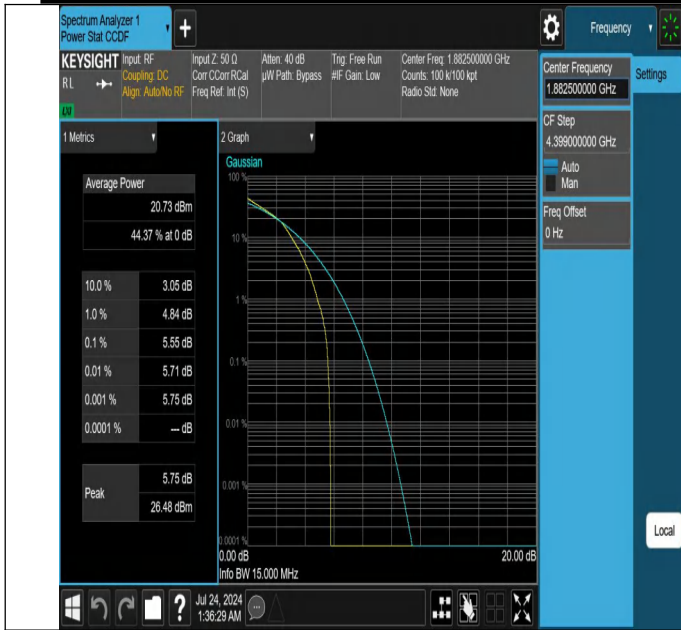 Spectrum Analyzer 1
Power Stat CCDF
Frequency
KEYSIGHT
RL
LXI
Input: RF
Coupling: DC
Align: Auto/No RF
Input Z: 50 Ω
Corr CCorr RCal
Freq Ref: Int (S)
Atten: 40 dB
µW Path: Bypass
Trig: Free Run
#IF Gain: Low
Center Freq: 1.882500000 GHz
Counts: 100 k/100 kpt
Radio Std: None
Center Frequency
1.882500000 GHz
Settings
CF Step
4.399000000 GHz
Auto
Man
Freq Offset
0 Hz
1 Metrics
Average Power
20.73 dBm
44.37 % at 0 dB
10.0 % 3.05 dB
1.0 % 4.84 dB
0.1 % 5.55 dB
0.01 % 5.71 dB
0.001 % 5.75 dB
0.0001 % --- dB
Peak
5.75 dB
26.48 dBm
2 Graph
Gaussian
100 %
10 %
1 %
0.1 %
0.01 %
0.001 %
0.0001 %
0.00 dB
20.00 dB
Info BW 15.000 MHz
Local
?
Jul 24, 2024
1:36:29 AM